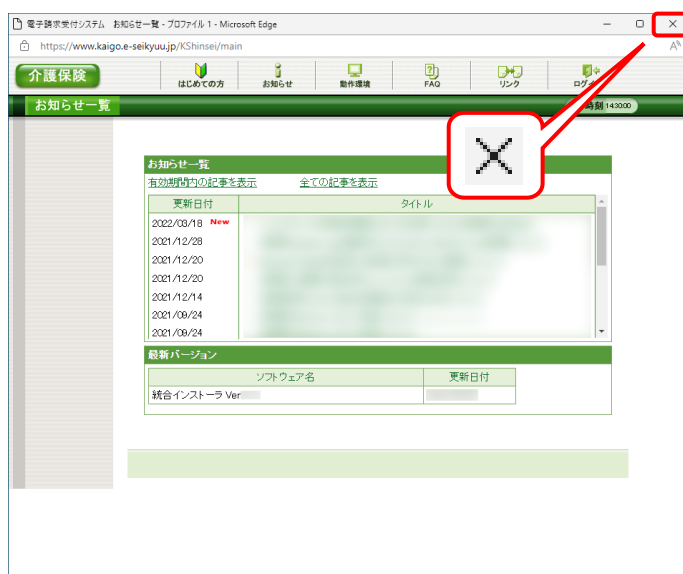 電子請求受付システム お知らせ一覧 - プロファイル 1 - Microsoft Edge
https://www.kaigo.e-seikyuu.jp/KShinsei/main
介護保険
はじめての方 お知らせ 動作環境 FAQ リンク
お知らせ一覧
時刻 14:30:00
お知らせ一覧
有効期間内の記事を表示 全ての記事を表示
更新日付 タイトル
2022/03/18 New
2021/12/28
2021/12/20
2021/12/20
2021/12/14
2021/09/24
2021/09/24
最新バージョン
ソフトウェア名 更新日付
統合インストーラ Ver